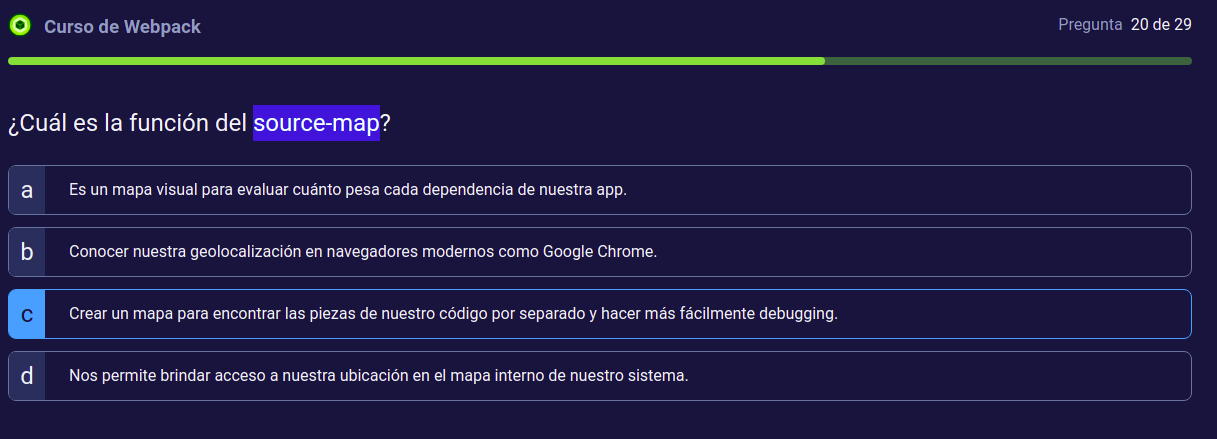 Curso de Webpack
Pregunta 20 de 29
¿Cuál es la función del source-map?
a Es un mapa visual para evaluar cuánto pesa cada dependencia de nuestra app.
b Conocer nuestra geolocalización en navegadores modernos como Google Chrome.
c Crear un mapa para encontrar las piezas de nuestro código por separado y hacer más fácilmente debugging.
d Nos permite brindar acceso a nuestra ubicación en el mapa interno de nuestro sistema.